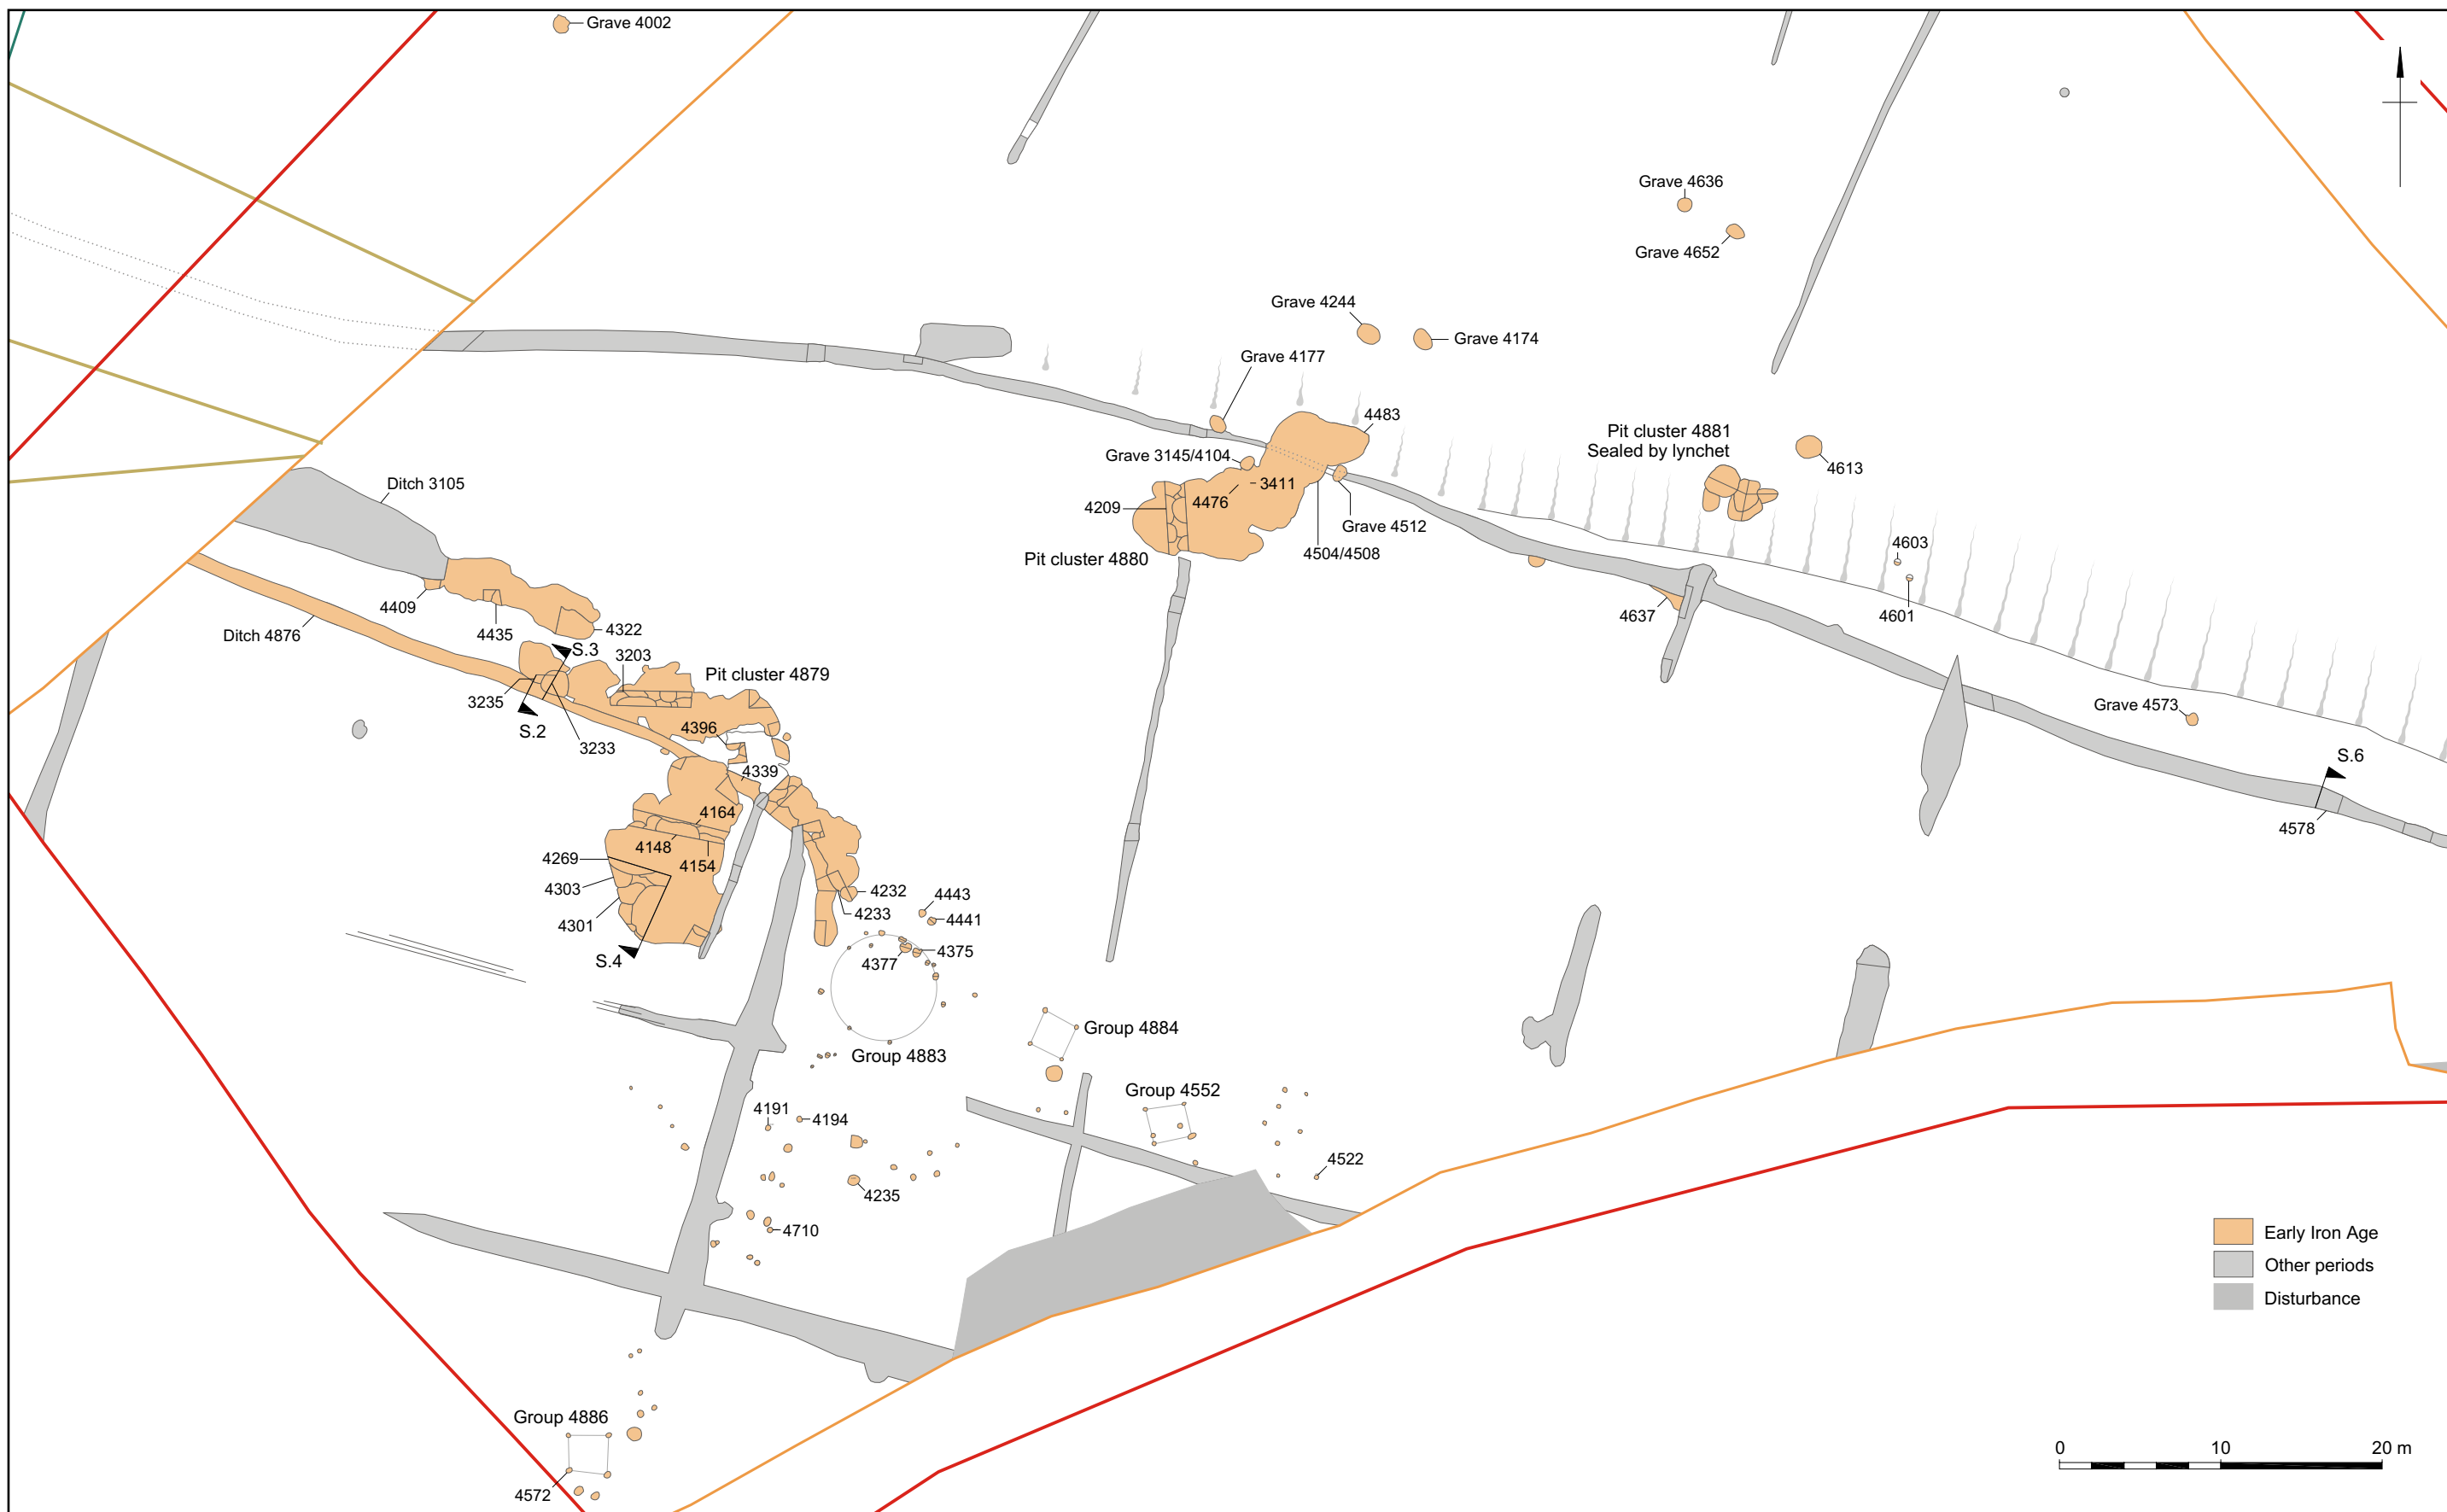 Grave 4002
Grave 4636
Grave 4652
Grave 4244
Grave 4174
Grave 4177
4483
Pit cluster 4881
Sealed by lynchet
Grave 3145/4104
4613
Ditch 3105
3411
4476
4209
Grave 4512
4603
Pit cluster 4880
4504/4508
4409
4601
4637
4435
4322
Ditch 4876
S.3
3203
Pit cluster 4879
3235
Grave 4573
S.2
4396
3233
S.6
4339
4164
4578
4148
4269
4154
4303
4232
4443
4233
4441
4301
4375
S.4
4377
Group 4884
Group 4883
Group 4552
4191
4194
4522
4235
4710
Early Iron Age
Other periods
Disturbance
Group 4886
0 10 20 m
4572